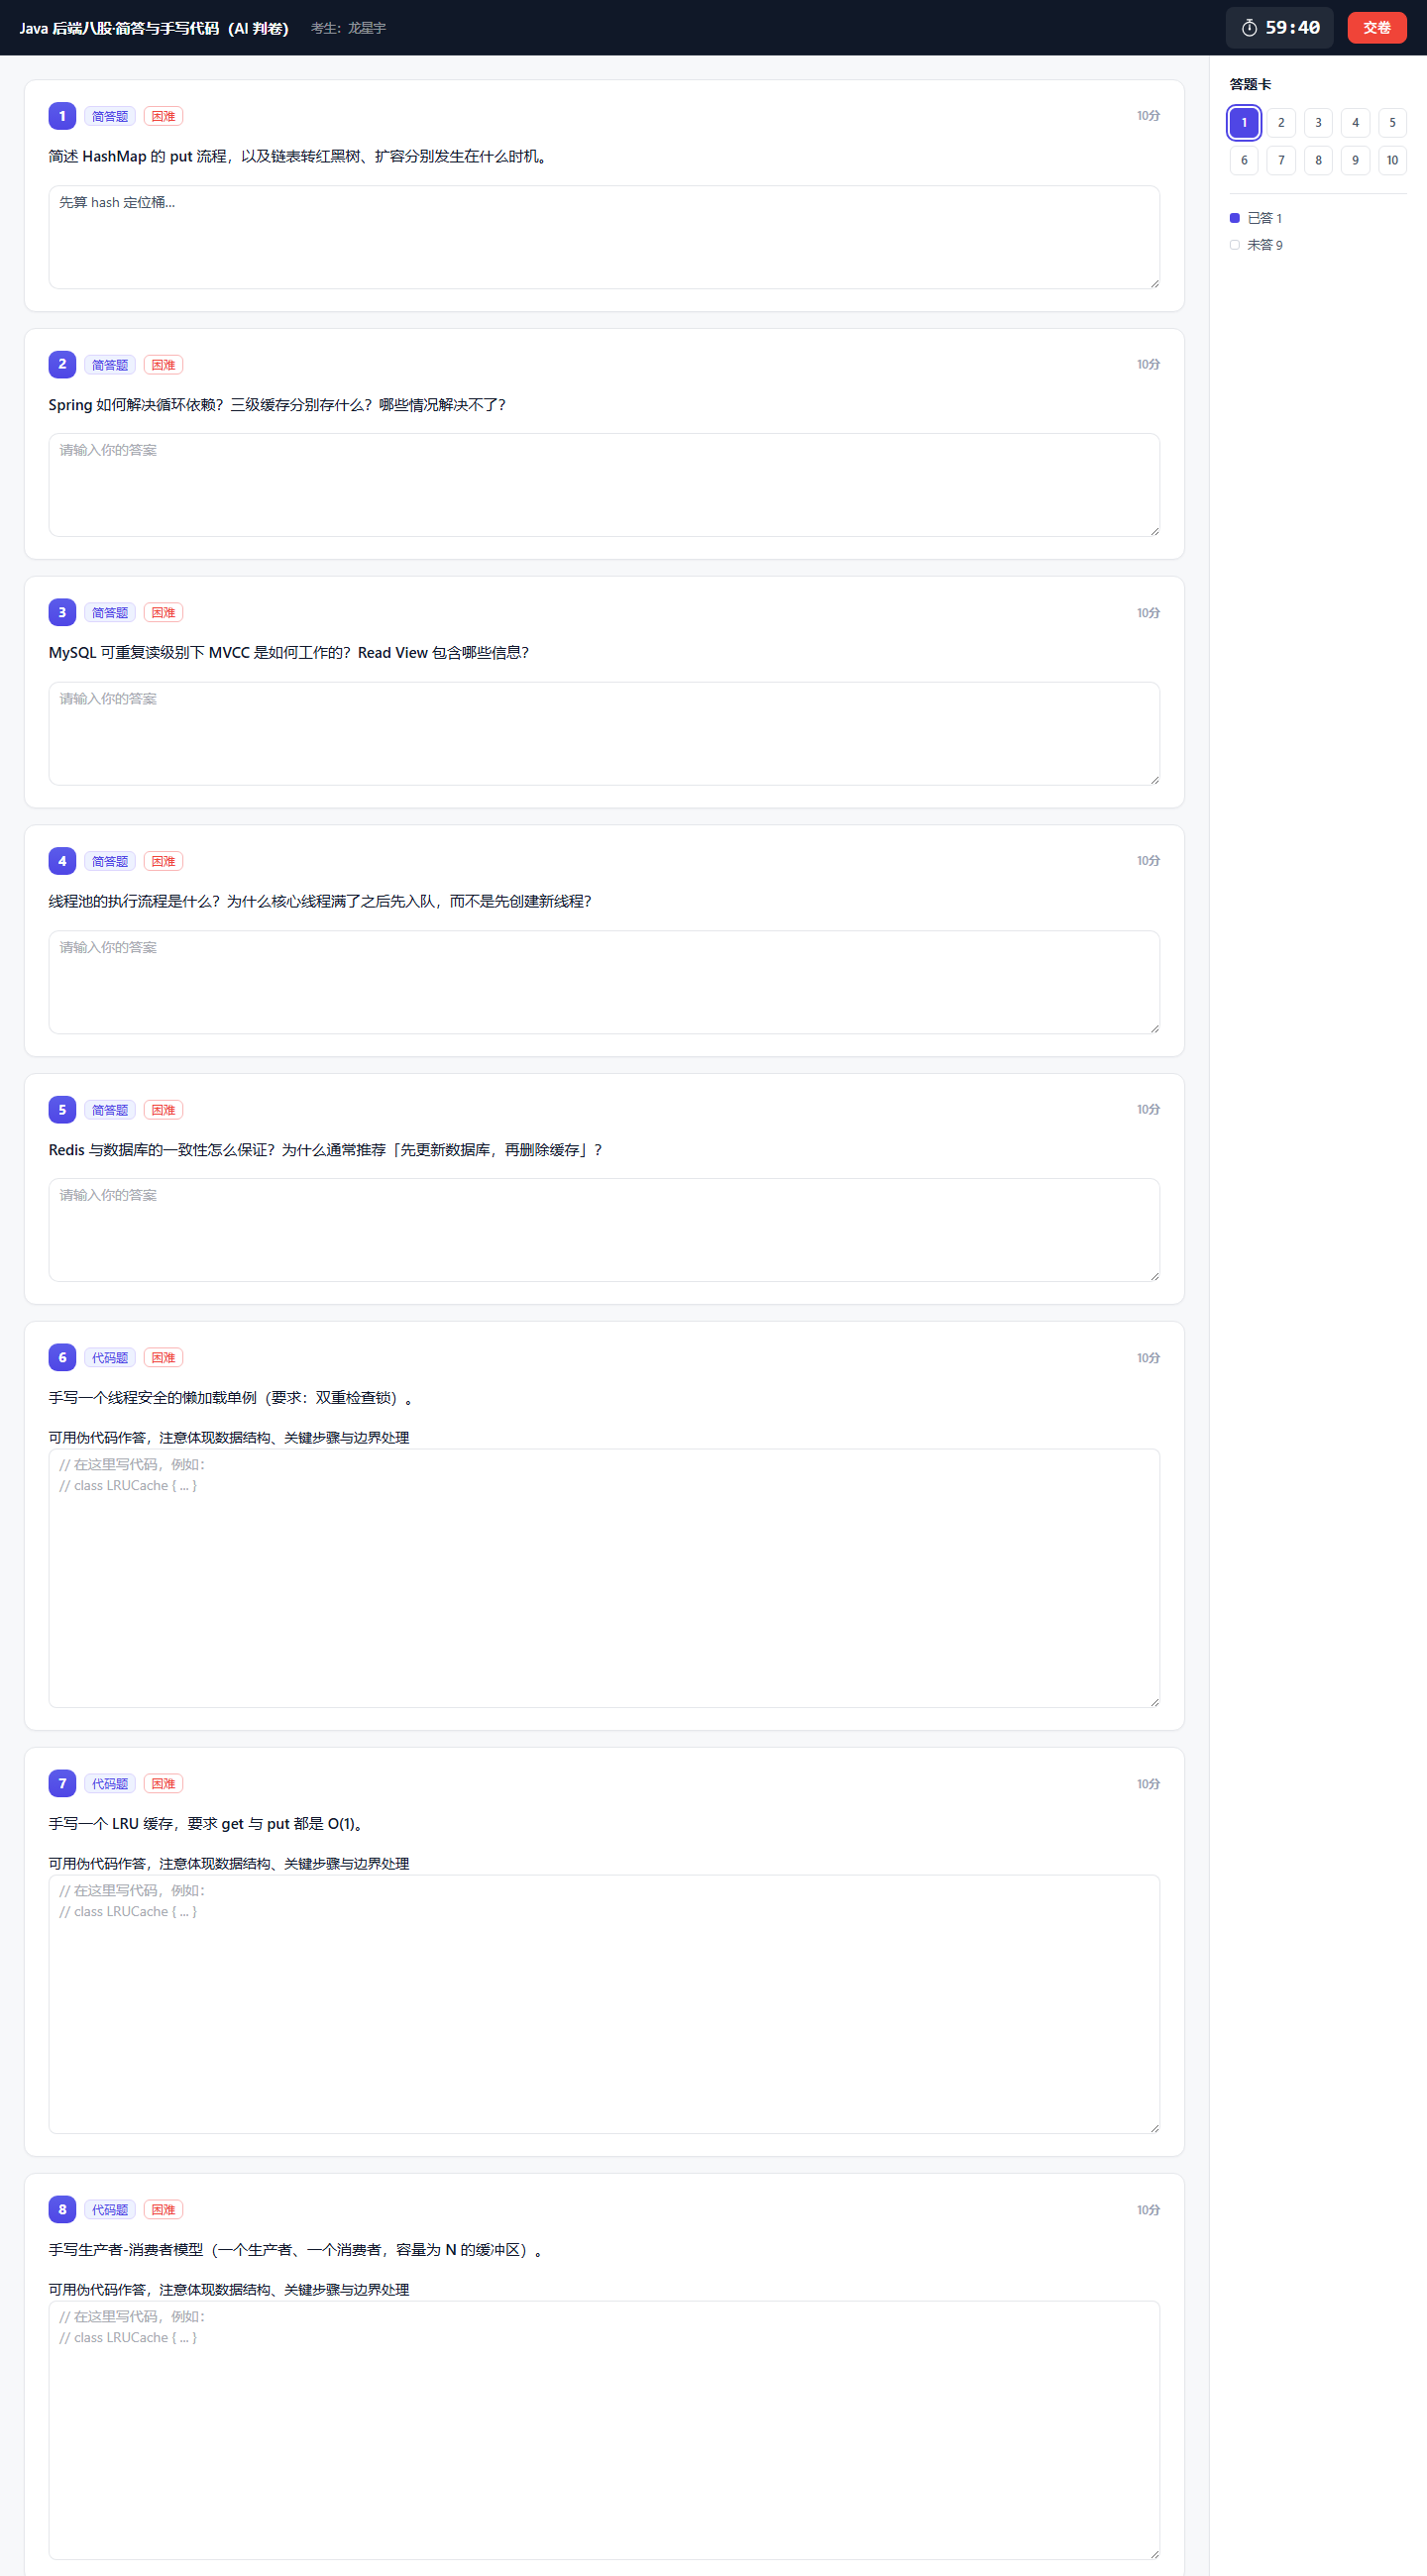 Java 后端八股·简答与手写代码（AI 判卷） 考生：龙星宇 59:40 交卷
答题卡
1 2 3 4 5
6 7 8 9 10
已答 1
未答 9
1 简答题 困难 10分
简述 HashMap 的 put 流程，以及链表转红黑树、扩容分别发生在什么时机。
先算 hash 定位桶...
2 简答题 困难 10分
Spring 如何解决循环依赖？三级缓存分别存什么？哪些情况解决不了？
请输入你的答案
3 简答题 困难 10分
MySQL 可重复读级别下 MVCC 是如何工作的？Read View 包含哪些信息？
请输入你的答案
4 简答题 困难 10分
线程池的执行流程是什么？为什么核心线程满了之后先入队，而不是先创建新线程？
请输入你的答案
5 简答题 困难 10分
Redis 与数据库的一致性怎么保证？为什么通常推荐「先更新数据库，再删除缓存」？
请输入你的答案
6 代码题 困难 10分
手写一个线程安全的懒加载单例（要求：双重检查锁）。
可用伪代码作答，注意体现数据结构、关键步骤与边界处理
// 在这里写代码，例如：
// class LRUCache { ... }
7 代码题 困难 10分
手写一个 LRU 缓存，要求 get 与 put 都是 O(1)。
可用伪代码作答，注意体现数据结构、关键步骤与边界处理
// 在这里写代码，例如：
// class LRUCache { ... }
8 代码题 困难 10分
手写生产者-消费者模型（一个生产者、一个消费者，容量为 N 的缓冲区）。
可用伪代码作答，注意体现数据结构、关键步骤与边界处理
// 在这里写代码，例如：
// class LRUCache { ... }